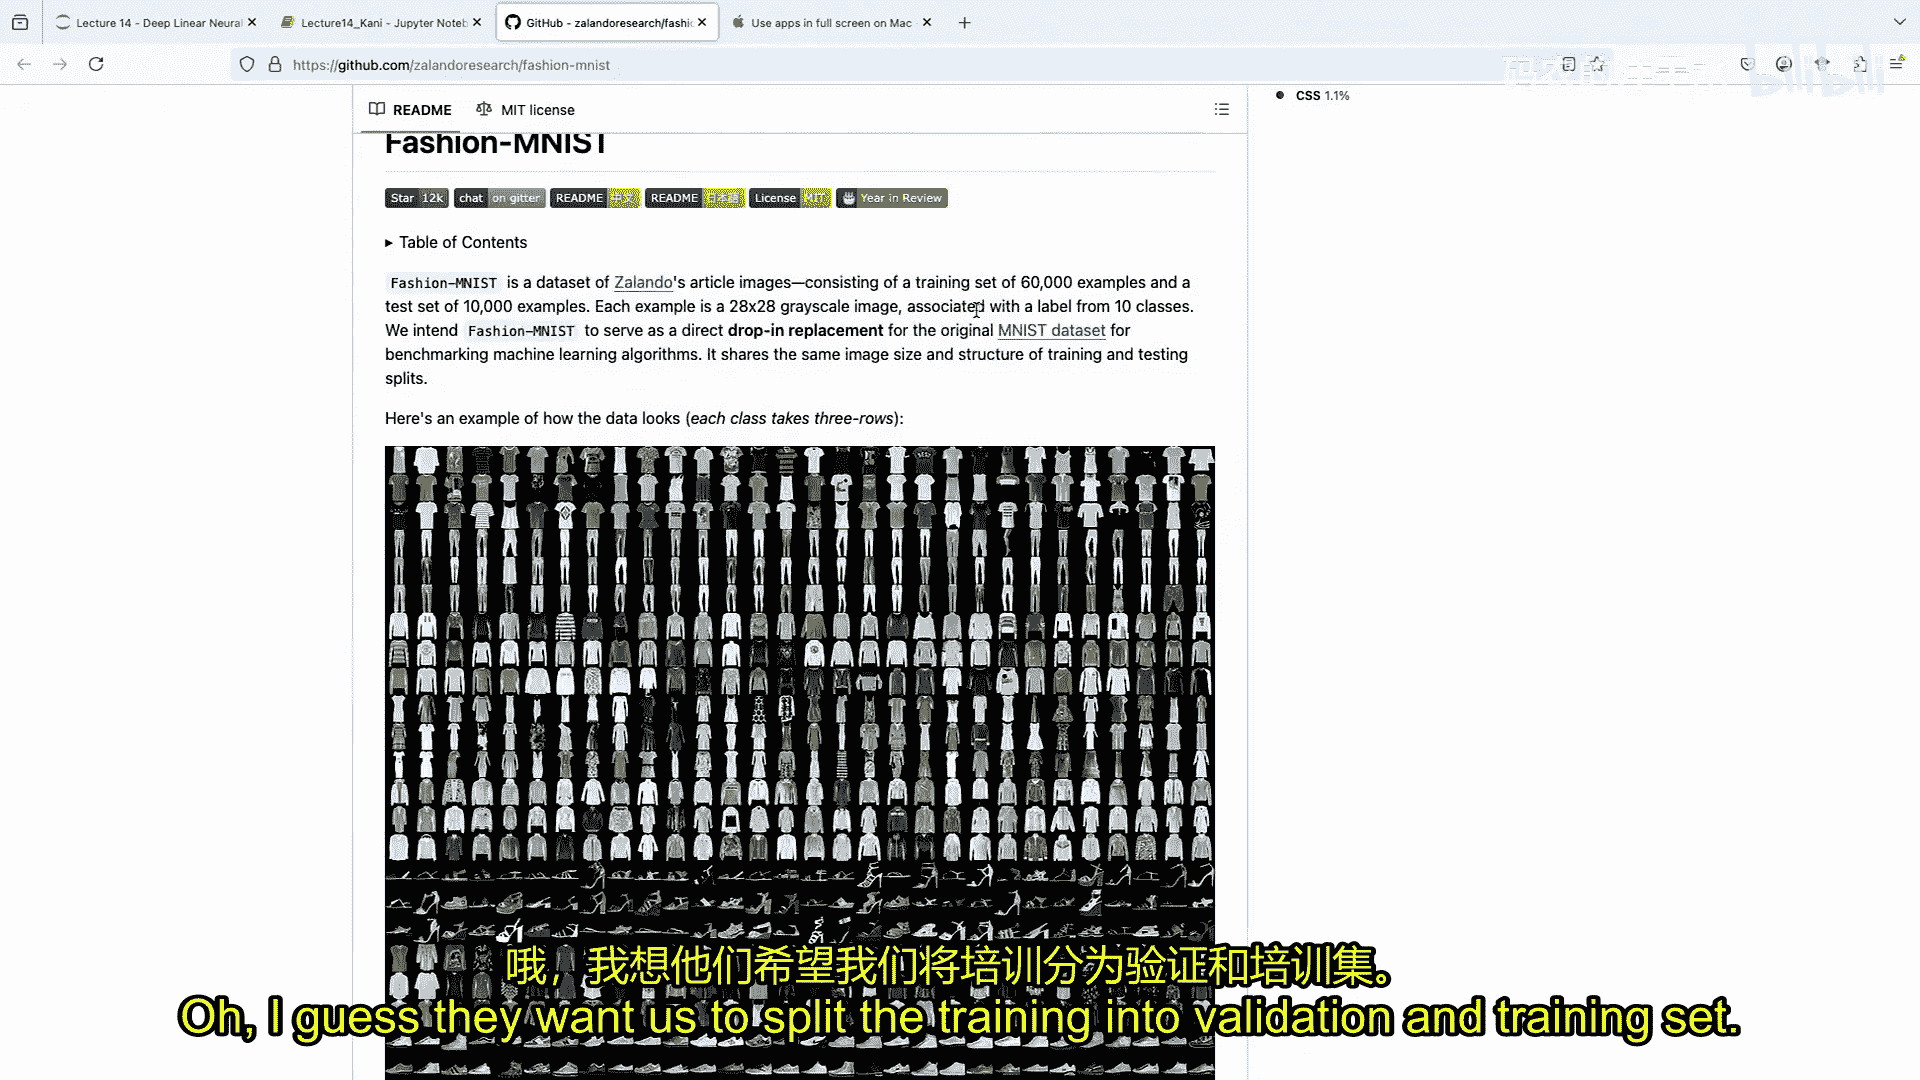 Lecture 14 - Deep Linear Neural
Lecture14_Kani - Jupyter Noteb
GitHub - zalandoresearch/fashi
Use apps in full screen on Mac
https://github.com/zalandoresearch/fashion-mnist
README
MIT license
CSS 1.1%
Fashion-MNIST
Star 12k
chat on gitter
README 中文
README 日本語
License MIT
Year in Review
Table of Contents
Fashion-MNIST is a dataset of Zalando's article images—consisting of a training set of 60,000 examples and a
test set of 10,000 examples. Each example is a 28x28 grayscale image, associated with a label from 10 classes.
We intend Fashion-MNIST to serve as a direct drop-in replacement for the original MNIST dataset for
benchmarking machine learning algorithms. It shares the same image size and structure of training and testing
splits.
Here's an example of how the data looks (each class takes three-rows):
哦，我想他们希望我们将培训分为验证和培训集。
Oh, I guess they want us to split the training into validation and training set.